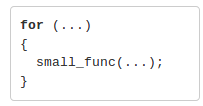 for (...)
{
  small_func(...);
}